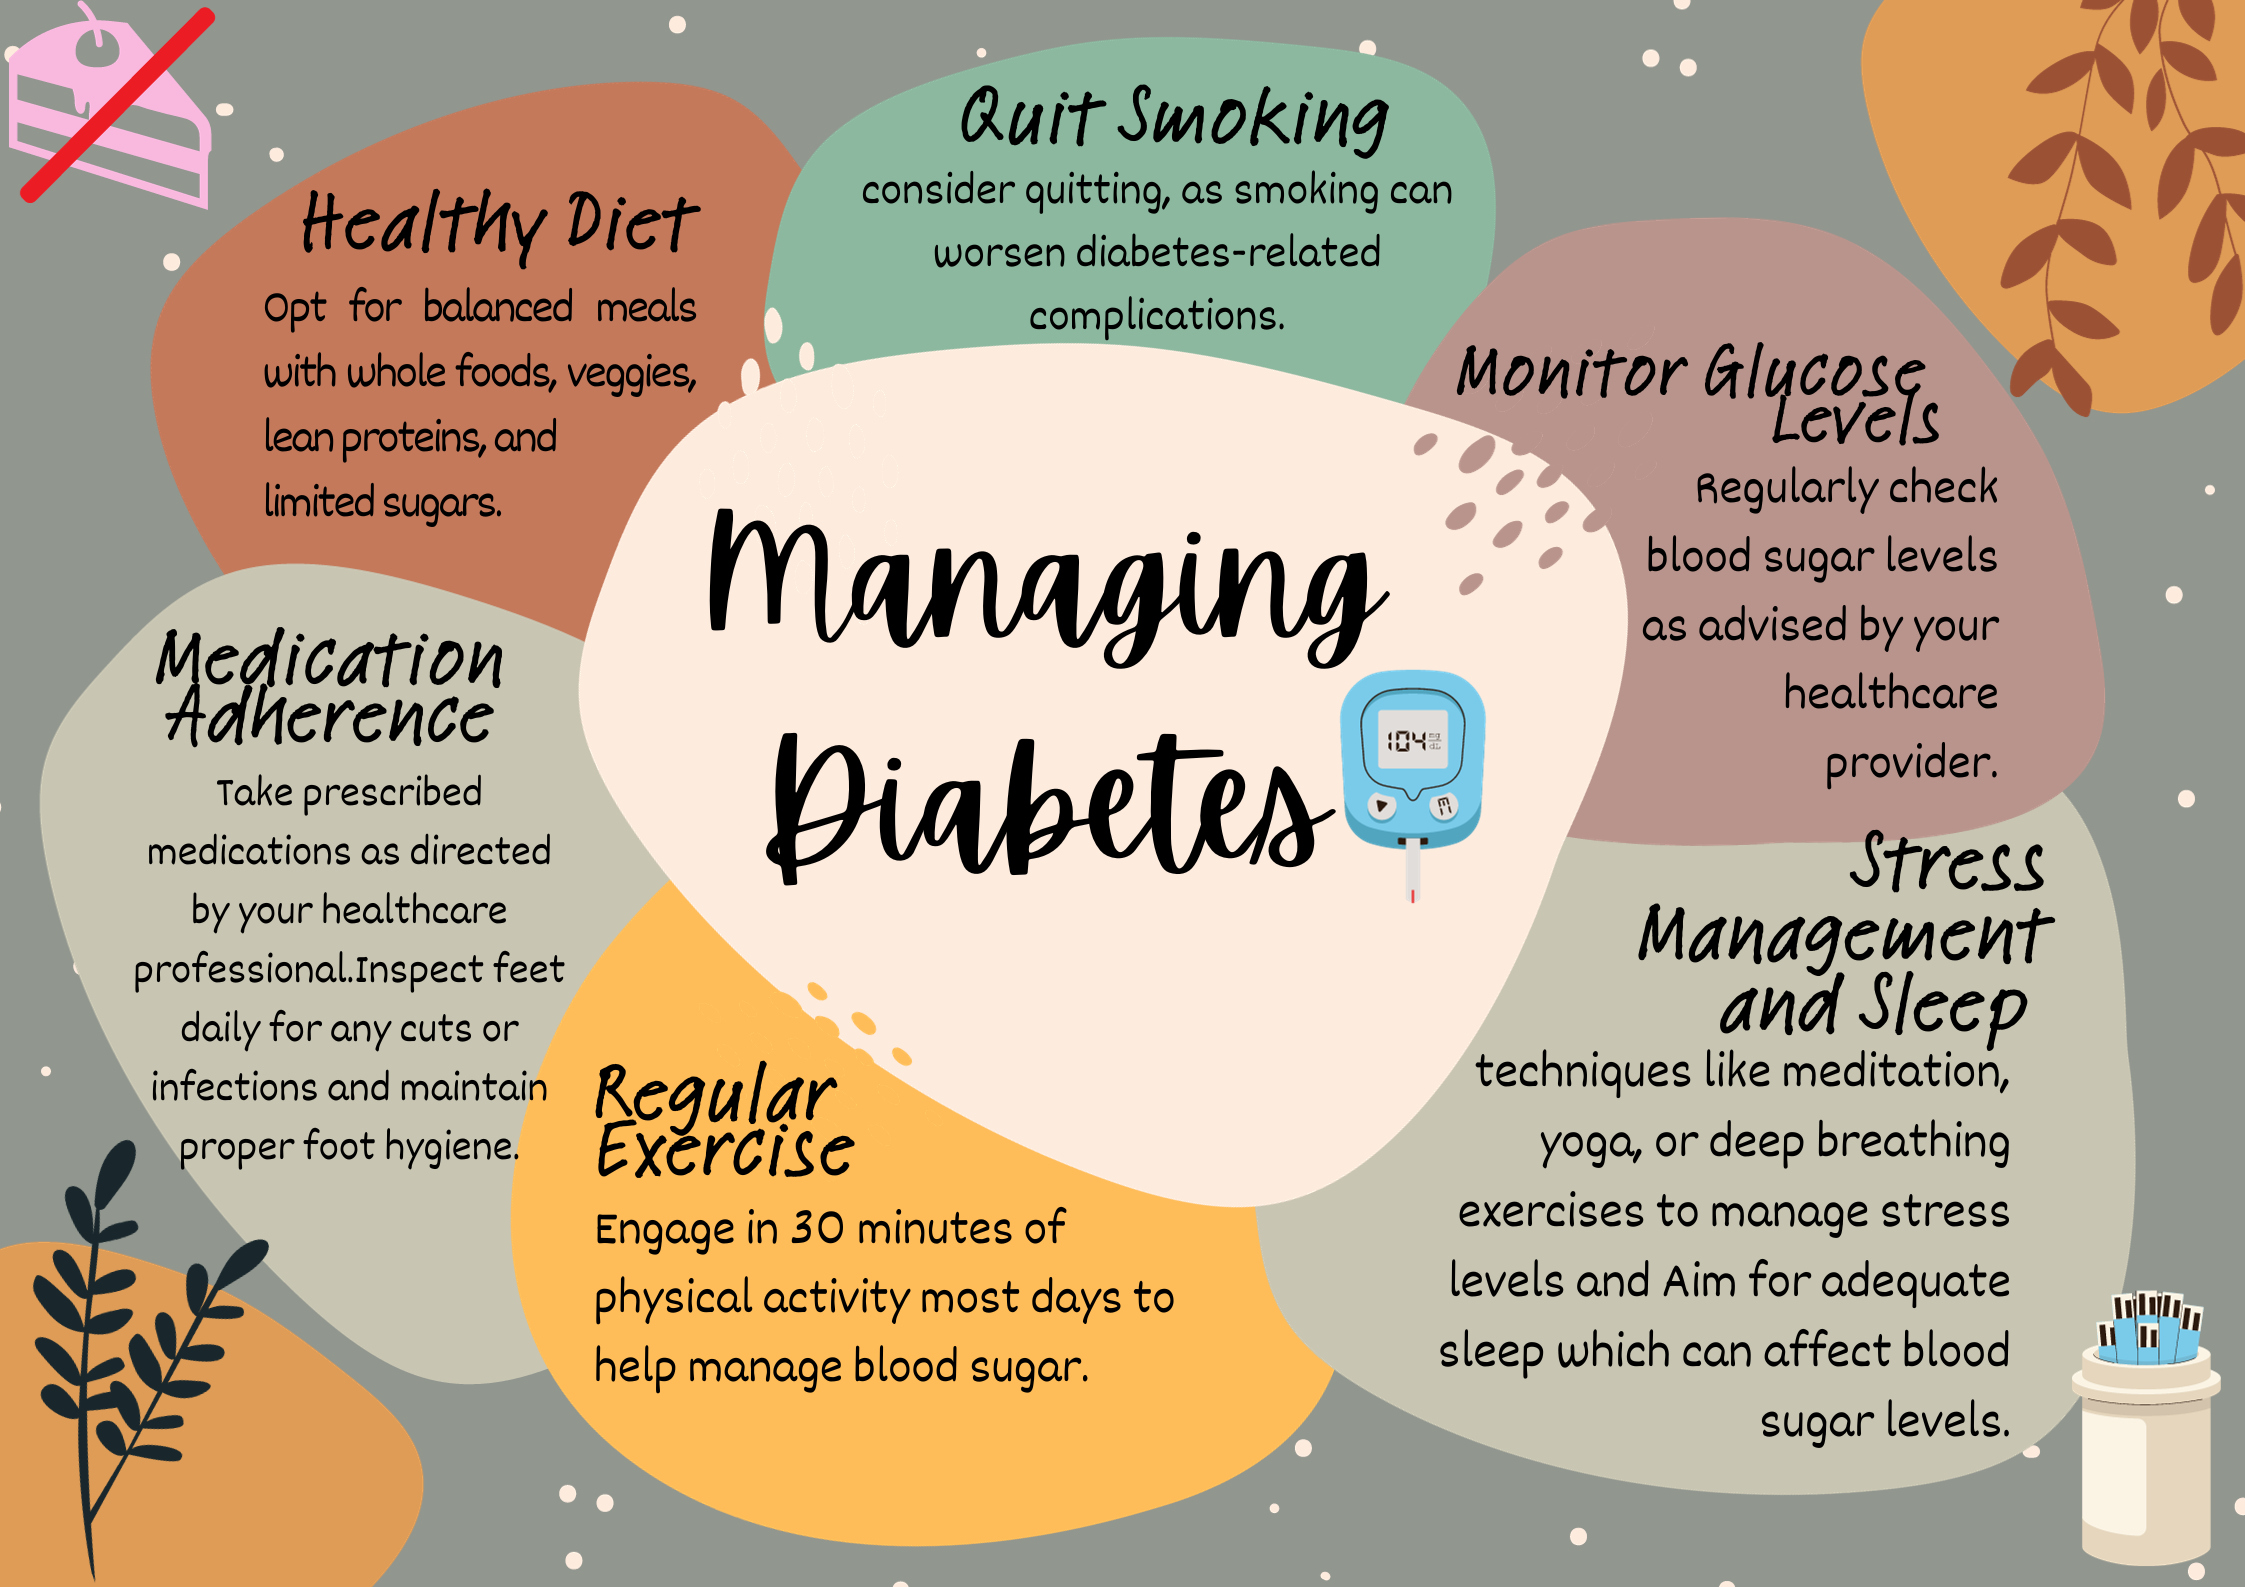 Managing
Diabetes
104 mg
dL
Healthy Diet
Opt for balanced meals
with whole foods, veggies,
lean proteins, and
limited sugars.
Quit Smoking
consider quitting, as smoking can
worsen diabetes-related
complications.
Monitor Glucose
Levels
Regularly check
blood sugar levels
as advised by your
healthcare
provider.
Medication
Adherence
Take prescribed
medications as directed
by your healthcare
professional.Inspect feet
daily for any cuts or
infections and maintain
proper foot hygiene.
Regular
Exercise
Engage in 30 minutes of
physical activity most days to
help manage blood sugar.
Stress
Management
and Sleep
techniques like meditation,
yoga, or deep breathing
exercises to manage stress
levels and Aim for adequate
sleep which can affect blood
sugar levels.